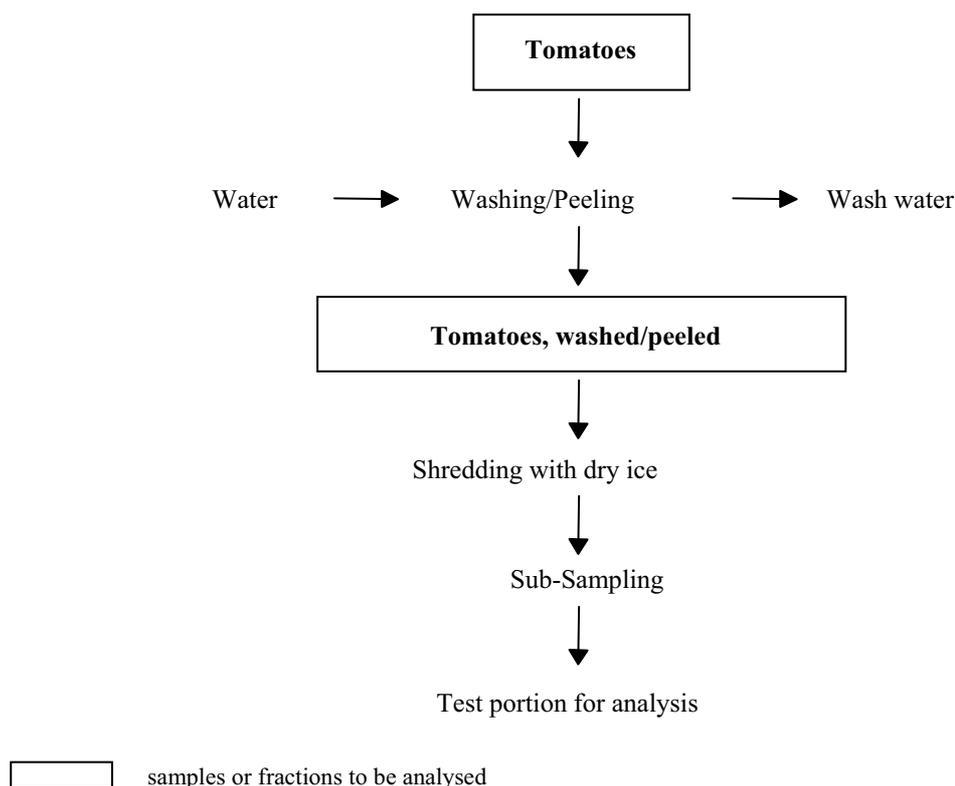 Tomatoes
Water
Washing/Peeling
Wash water
Tomatoes, washed/peeled
Shredding with dry ice
Sub-Sampling
Test portion for analysis
samples or fractions to be analysed